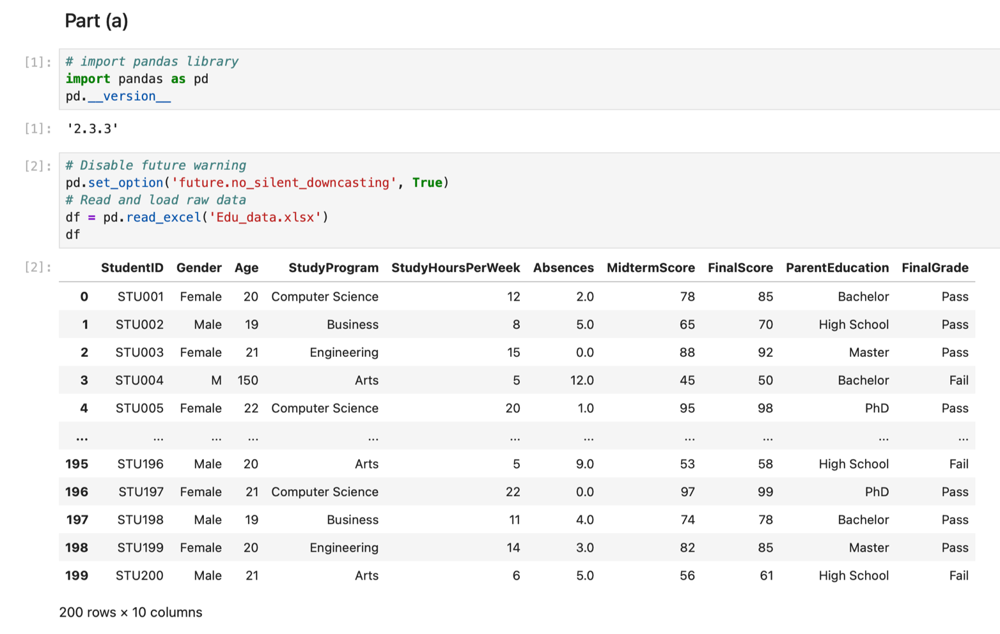 Part (a)
[1]:
# import pandas library
import pandas as pd
pd.__version__
[1]: '2.3.3'
[2]:
# Disable future warning
pd.set_option('future.no_silent_downcasting', True)
# Read and load raw data
df = pd.read_excel('Edu_data.xlsx')
df
[2]:
StudentID Gender Age StudyProgram StudyHoursPerWeek Absences MidtermScore FinalScore ParentEducation FinalGrade
0 STU001 Female 20 Computer Science 12 2.0 78 85 Bachelor Pass
1 STU002 Male 19 Business 8 5.0 65 70 High School Pass
2 STU003 Female 21 Engineering 15 0.0 88 92 Master Pass
3 STU004 M 150 Arts 5 12.0 45 50 Bachelor Fail
4 STU005 Female 22 Computer Science 20 1.0 95 98 PhD Pass
... ... ... ... ... ... ... ... ... ... ...
195 STU196 Male 20 Arts 5 9.0 53 58 High School Fail
196 STU197 Female 21 Computer Science 22 0.0 97 99 PhD Pass
197 STU198 Male 19 Business 11 4.0 74 78 Bachelor Pass
198 STU199 Female 20 Engineering 14 3.0 82 85 Master Pass
199 STU200 Male 21 Arts 6 5.0 56 61 High School Fail
200 rows × 10 columns